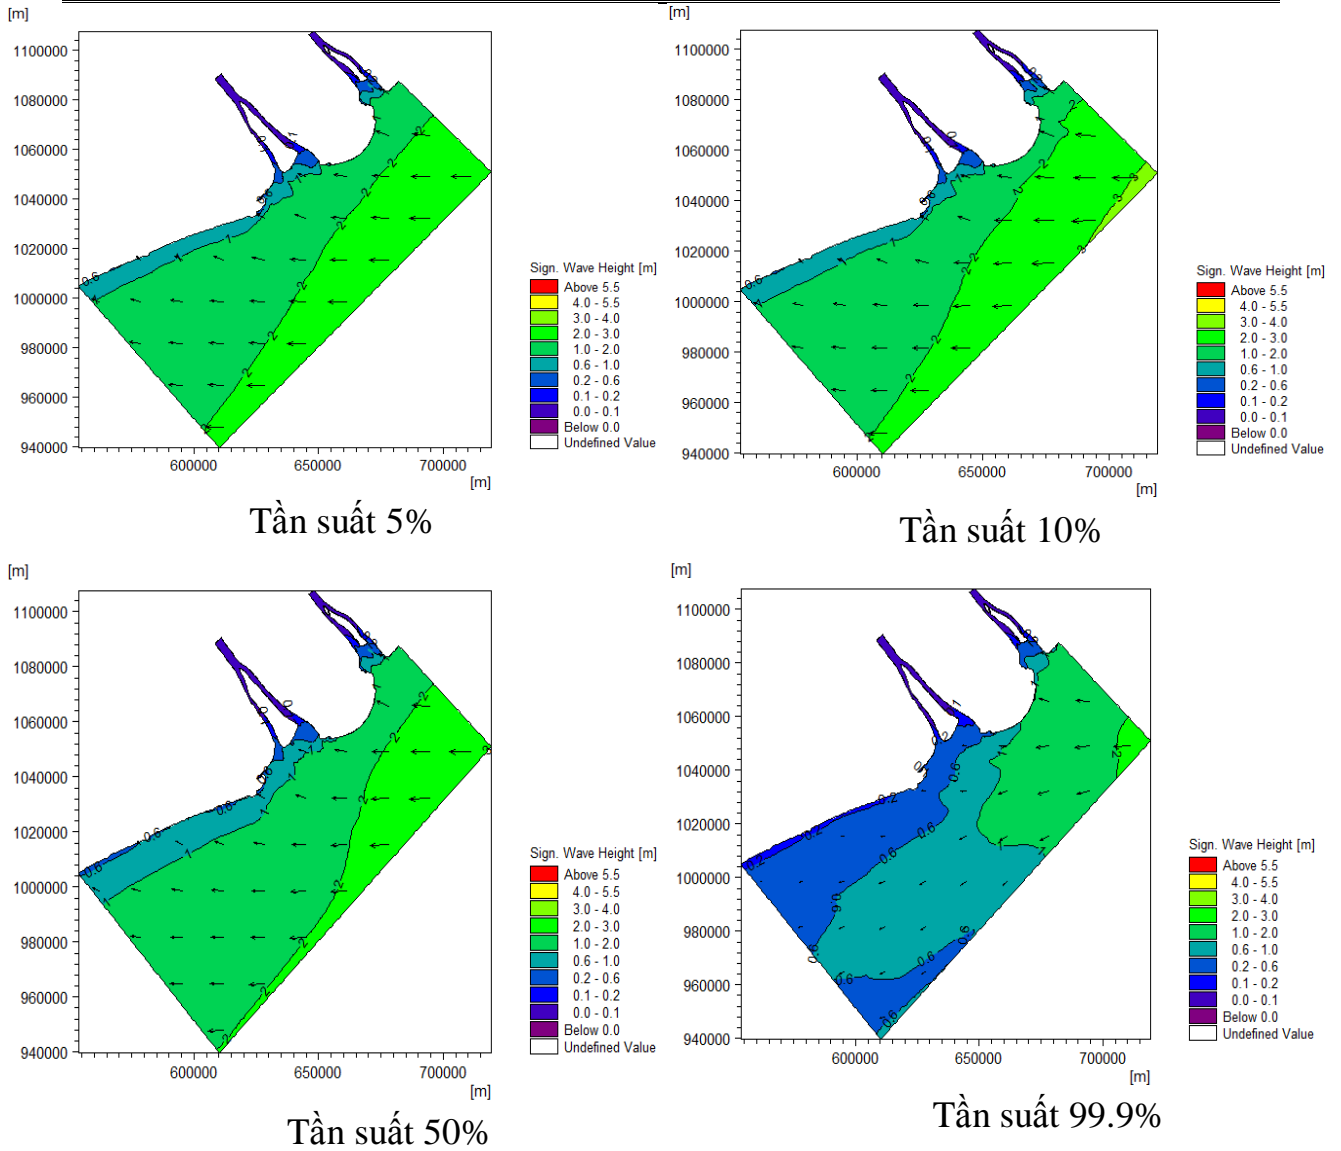 [m]
1100000
1080000
1060000
1040000
1020000
1000000
980000
960000
940000
600000 650000 700000
[m]
Sign. Wave Height [m]
Above 5.5
4.0 - 5.5
3.0 - 4.0
2.0 - 3.0
1.0 - 2.0
0.6 - 1.0
0.2 - 0.6
0.1 - 0.2
0.0 - 0.1
Below 0.0
Undefined Value
Tần suất 5%
[m]
1100000
1080000
1060000
1040000
1020000
1000000
980000
960000
940000
600000 650000 700000
[m]
Sign. Wave Height [m]
Above 5.5
4.0 - 5.5
3.0 - 4.0
2.0 - 3.0
1.0 - 2.0
0.6 - 1.0
0.2 - 0.6
0.1 - 0.2
0.0 - 0.1
Below 0.0
Undefined Value
Tần suất 10%
[m]
1100000
1080000
1060000
1040000
1020000
1000000
980000
960000
940000
600000 650000 700000
[m]
Sign. Wave Height [m]
Above 5.5
4.0 - 5.5
3.0 - 4.0
2.0 - 3.0
1.0 - 2.0
0.6 - 1.0
0.2 - 0.6
0.1 - 0.2
0.0 - 0.1
Below 0.0
Undefined Value
Tần suất 50%
[m]
1100000
1080000
1060000
1040000
1020000
1000000
980000
960000
940000
600000 650000 700000
[m]
Sign. Wave Height [m]
Above 5.5
4.0 - 5.5
3.0 - 4.0
2.0 - 3.0
1.0 - 2.0
0.6 - 1.0
0.2 - 0.6
0.1 - 0.2
0.0 - 0.1
Below 0.0
Undefined Value
Tần suất 99.9%